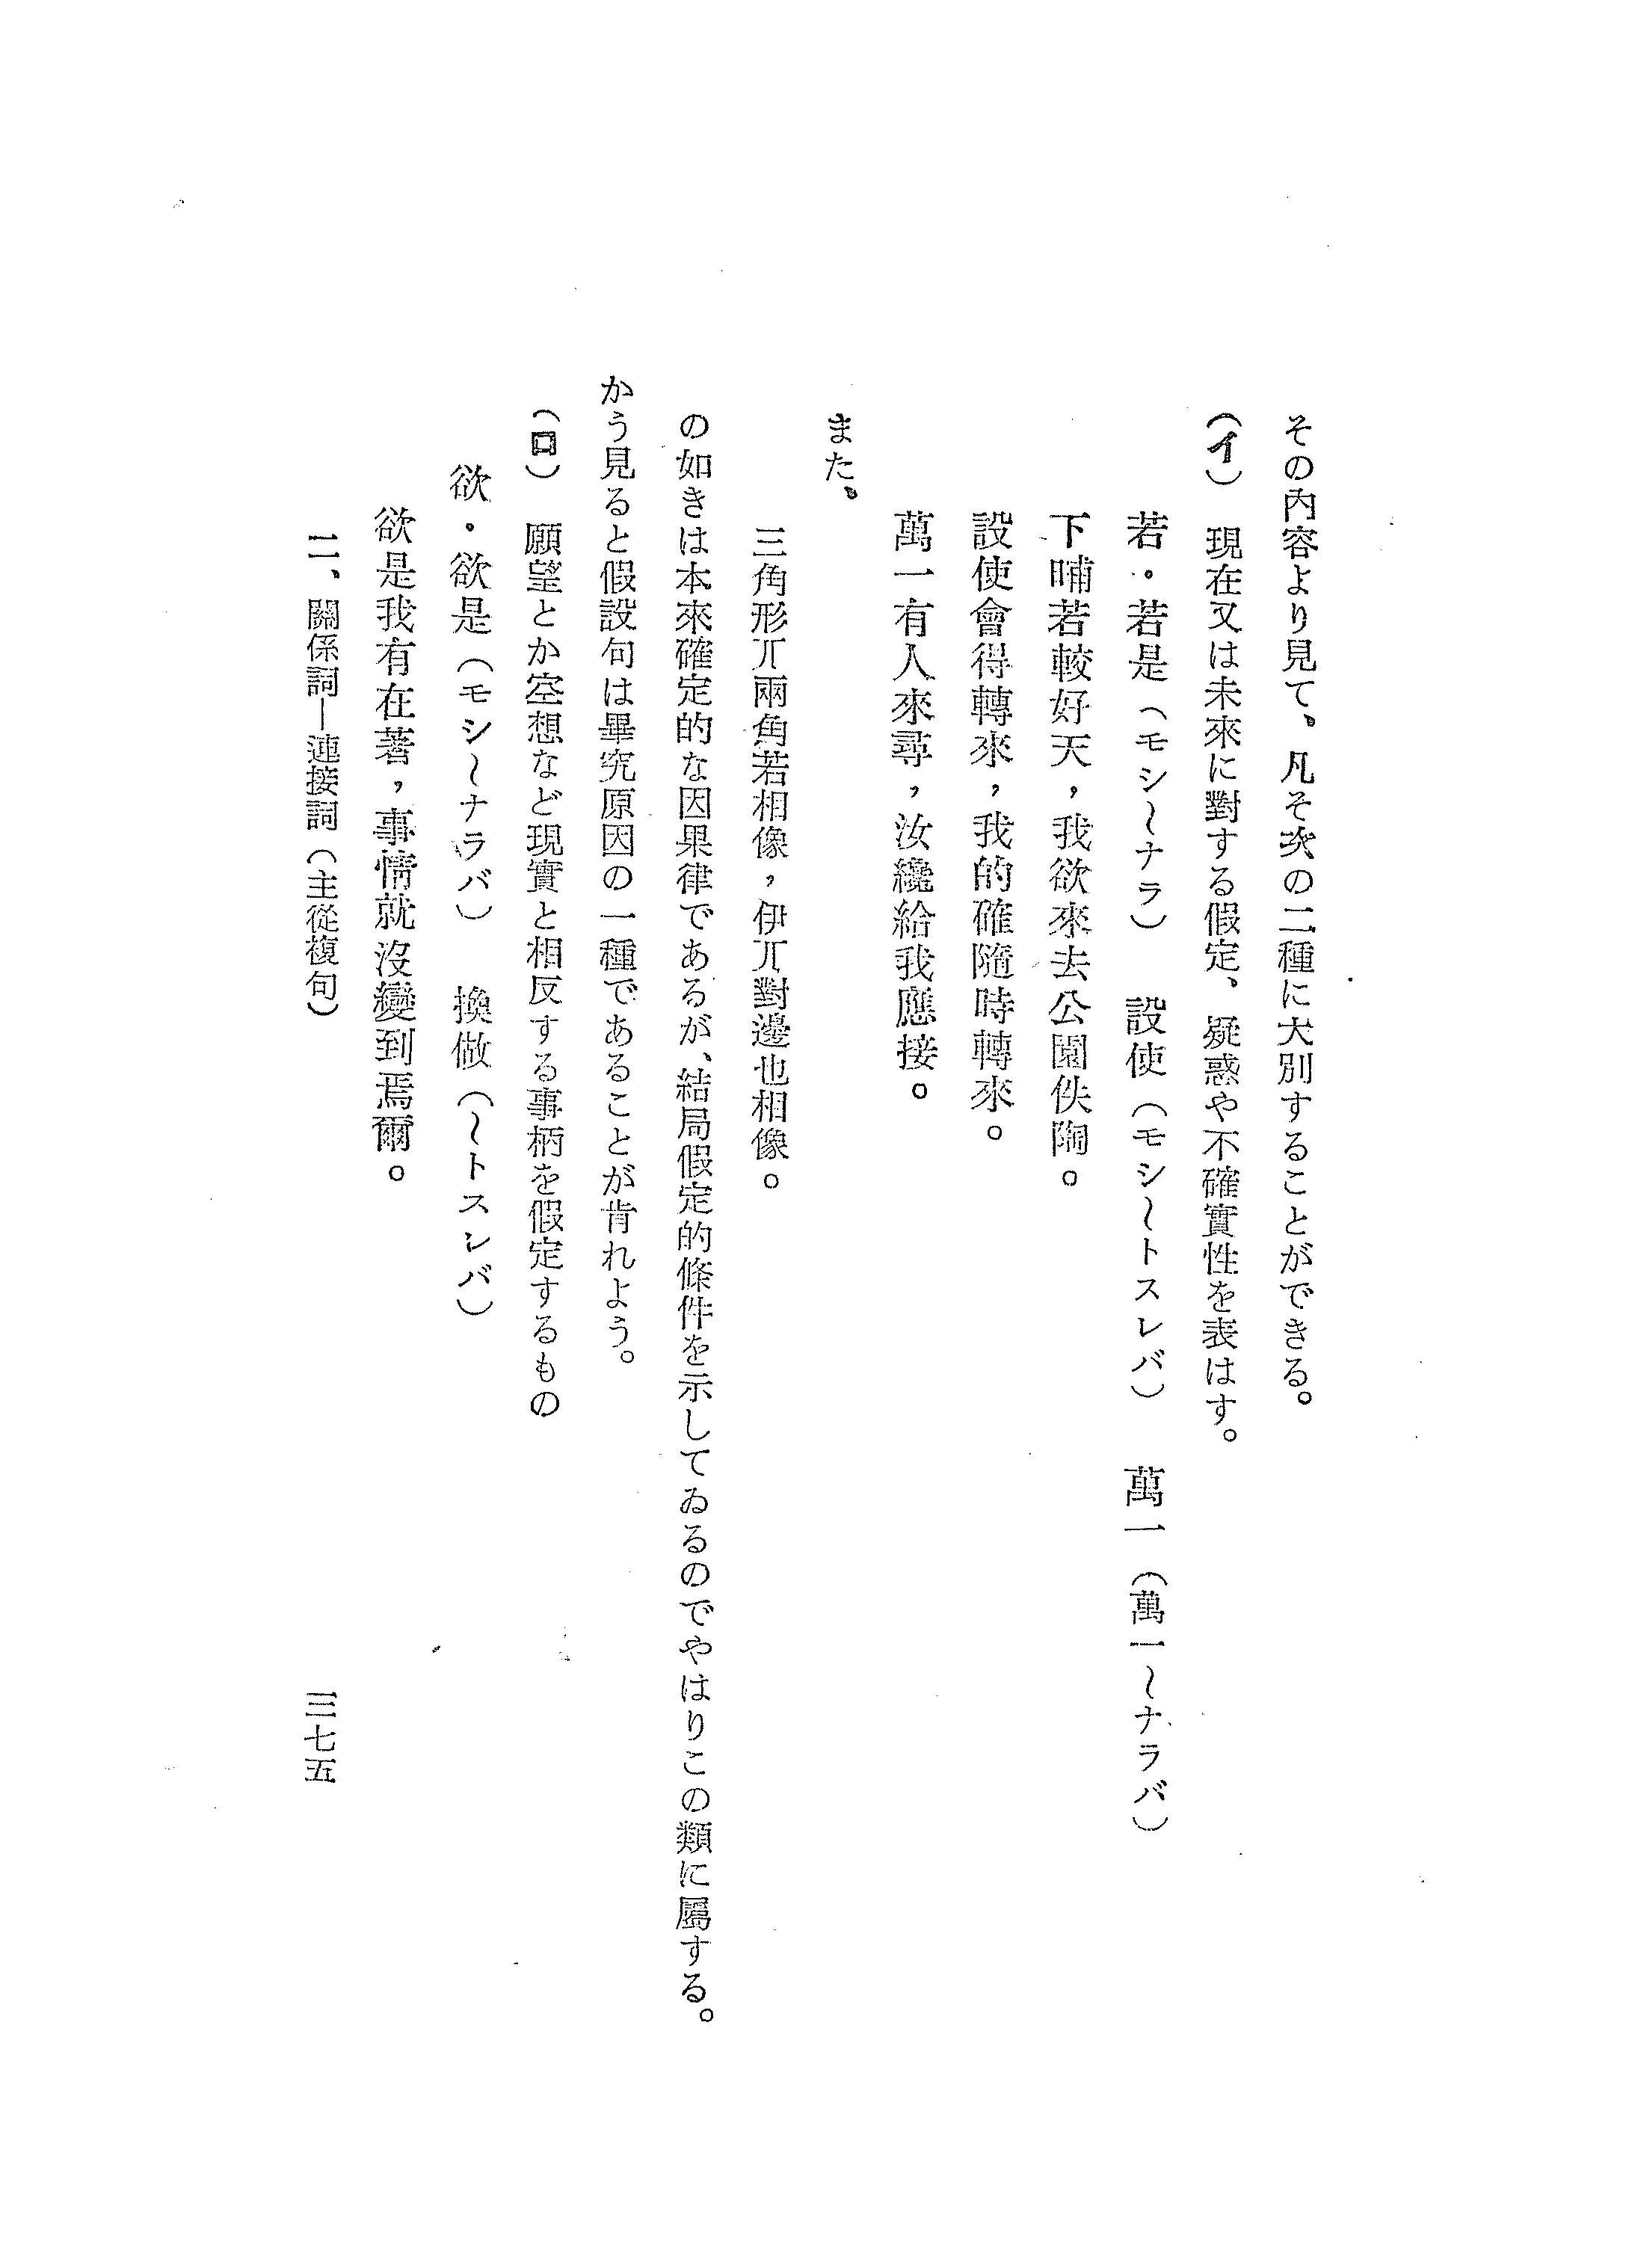 その內容より見て、凡そ次の二種に大別することができる。
(イ) 現在又は未來に對する假定、疑惑や不確實性を表はす。
若・若是(モシ〜ナラ) 設使(モシ〜トスレバ) 萬一(萬一〜ナラバ)
下晡若較好天，我欲來去公園佚陶。
設使會得轉來，我的確隨時轉來。
萬一有人來尋，汝纔給我應接。
また、
三角形丌兩角若相像，伊丌對邊也相像。
の如きは本來確定的な因果律であるが、結局假定的條件を示してゐるのでやはりこの類に屬する。
かう見ると假設句は畢究原因の一種であることが肯れよう。
(ロ) 願望とか空想など現實と相反する事柄を假定するもの
欲・欲是(モシ〜ナラバ) 換做(〜トスレバ)
欲是我有在著，事情就沒變到焉爾。
二、關係詞—連接詞(主從複句)
三七五